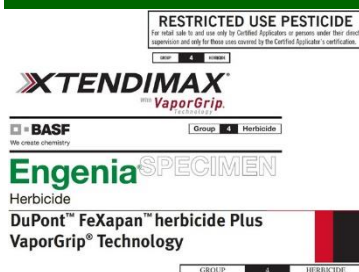 RESTRICTED USE PESTICIDE
For retail sale to and use only by Certified Applicators or persons under their direct
supervision and only for those uses covered by the Certified Applicator's certification.
GROUP 4 HERBICIDE
XTENDIMAX®
WITH VaporGrip®
Technology
BASF
We create chemistry
Group 4 Herbicide
Engenia® SPECIMEN
Herbicide
DuPont™ FeXapan™ herbicide Plus
VaporGrip® Technology
GROUP 4 HERBICIDE